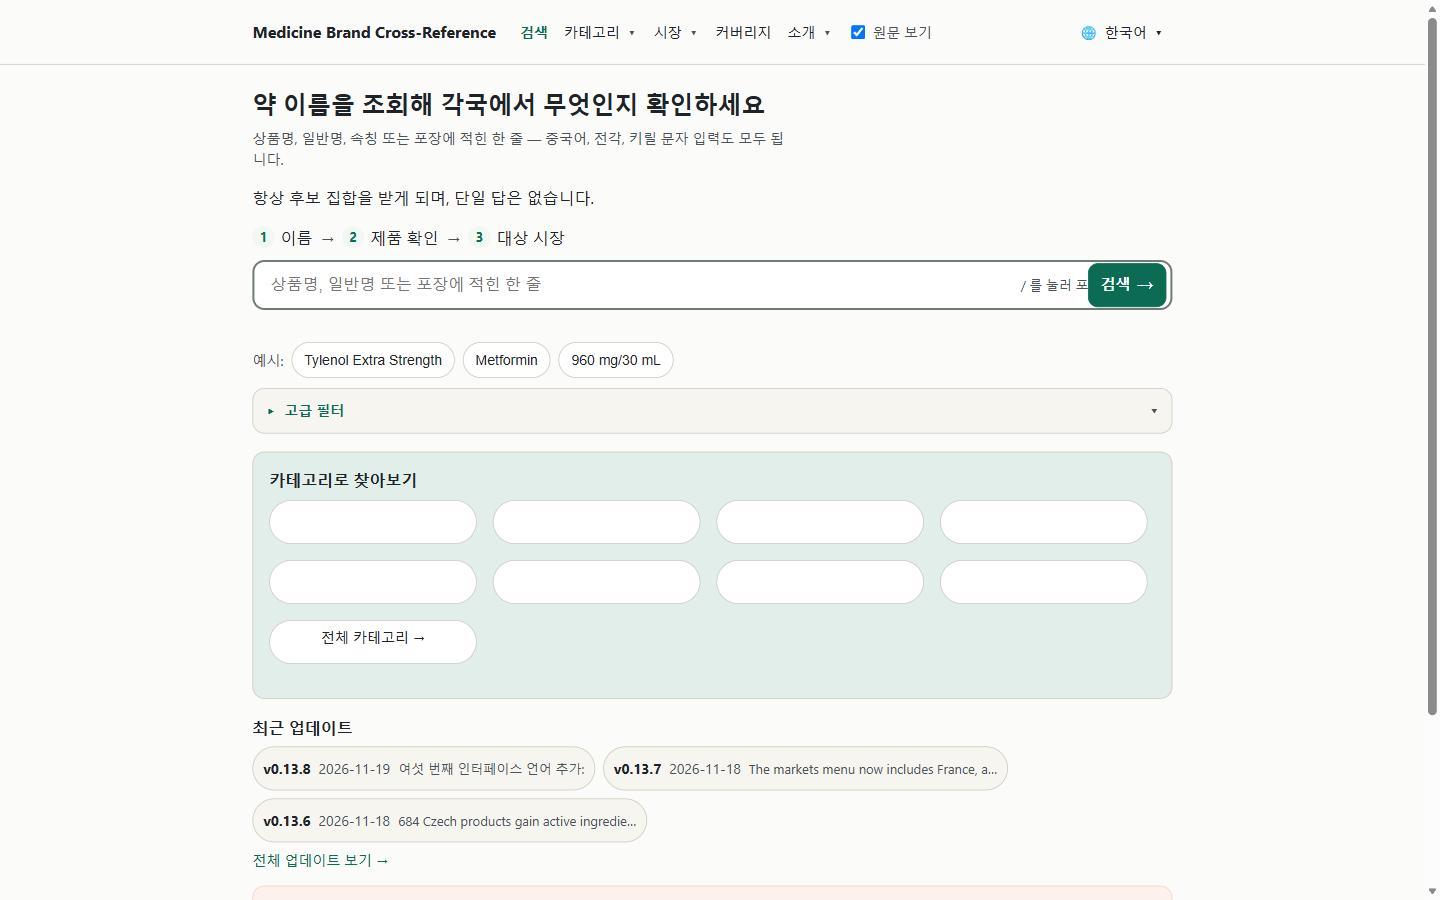 Medicine Brand Cross-Reference 검색 카테고리 ▾ 시장 ▾ 커버리지 소개 ▾ 원문 보기 한국어 ▾
약 이름을 조회해 각국에서 무엇인지 확인하세요
상품명, 일반명, 속칭 또는 포장에 적힌 한 줄 — 중국어, 전각, 키릴 문자 입력도 모두 됩
니다.
항상 후보 집합을 받게 되며, 단일 답은 없습니다.
1 이름 → 2 제품 확인 → 3 대상 시장
상품명, 일반명 또는 포장에 적힌 한 줄 / 를 눌러 포 검색 →
예시: Tylenol Extra Strength Metformin 960 mg/30 mL
▸ 고급 필터 ▾
카테고리로 찾아보기
전체 카테고리 →
최근 업데이트
v0.13.8 2026-11-19 여섯 번째 인터페이스 언어 추가: v0.13.7 2026-11-18 The markets menu now includes France, a...
v0.13.6 2026-11-18 684 Czech products gain active ingredie...
전체 업데이트 보기 →